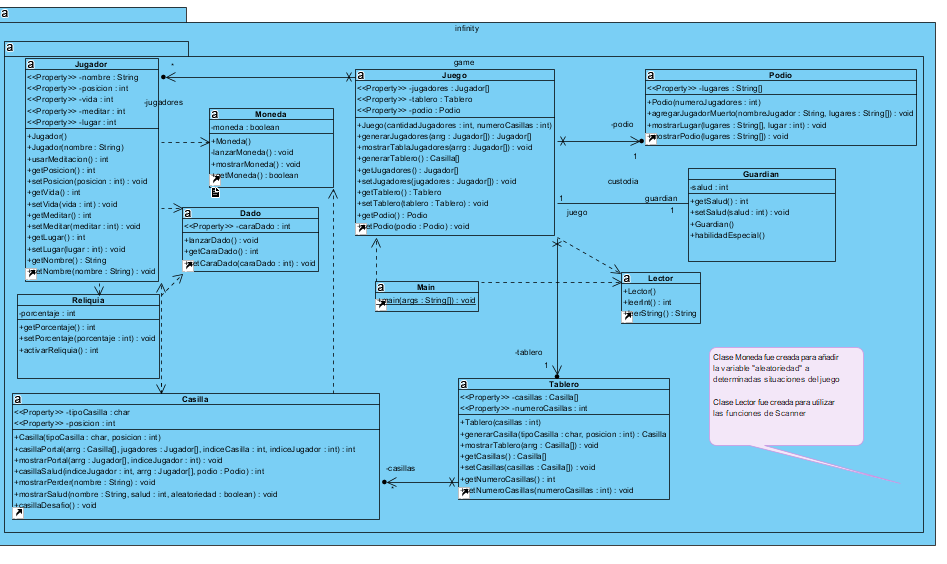 infinity
game
Jugador
<<Property>> -nombre : String
<<Property>> -posicion : int
<<Property>> -vida : int
<<Property>> -meditar : int
<<Property>> -lugar : int
+Jugador()
+Jugador(nombre : String)
+usarMeditacion() : int
+getPosicion() : int
+setPosicion(posicion : int) : void
+getVida() : int
+setVida(vida : int) : void
+getMeditar() : int
+setMeditar(meditar : int) : void
+getLugar() : int
+setLugar(lugar : int) : void
+getNombre() : String
+setNombre(nombre : String) : void
*
-jugadores
Moneda
-moneda : boolean
+Moneda()
+lanzarMoneda() : void
+mostrarMoneda() : void
+getMoneda() : boolean
Dado
<<Property>> -caraDado : int
+lanzarDado() : void
+getCaraDado() : int
+setCaraDado(caraDado : int) : void
Juego
<<Property>> -jugadores : Jugador[]
<<Property>> -tablero : Tablero
<<Property>> -podio : Podio
+Juego(cantidadJugadores : int, numeroCasillas : int)
+generarJugadores(arrg : Jugador[]) : Jugador[]
+mostrarTablaJugadores(arrg : Jugador[]) : void
+generarTablero() : Casilla[]
+getJugadores() : Jugador[]
+setJugadores(jugadores : Jugador[]) : void
+getTablero() : Tablero
+setTablero(tablero : Tablero) : void
+getPodio() : Podio
+setPodio(podio : Podio) : void
Podio
<<Property>> -lugares : String[]
+Podio(numeroJugadores : int)
+agregarJugadorMuerto(nombreJugador : String, lugares : String[]) : void
+mostrarLugar(lugares : String[], lugar : int) : void
+mostrarPodio(lugares : String[]) : void
-podio
1
Guardian
-salud : int
+getSalud() : int
+setSalud(salud : int) : void
+Guardian()
+habilidadEspecial()
custodia
1
guardian
juego
1
Lector
+Lector()
+leerInt() : int
+leerString() : String
Main
+main(args : String[]) : void
Reliquia
-porcentaje : int
+getPorcentaje() : int
+setPorcentaje(porcentaje : int) : void
+activarReliquia() : int
-tablero
1
Clase Moneda fue creada para añadir
la variable "aleatoriedad" a
determinadas situaciones del juego
Clase Lector fue creada para utilizar
las funciones de Scanner
Casilla
<<Property>> -tipoCasilla : char
<<Property>> -posicion : int
+Casilla(tipoCasilla : char, posicion : int)
+casillaPortal(arrg : Casilla[], jugadores : Jugador[], indiceCasilla : int, indiceJugador : int) : int
+mostrarPortal(arrg : Jugador[], indiceJugador : int) : void
+casillaSalud(indiceJugador : int, arrg : Jugador[], podio : Podio) : int
+mostrarPerder(nombre : String) : void
+mostrarSalud(nombre : String, salud : int, aleatoriedad : boolean) : void
+casillaDesafio() : void
-casillas
*
Tablero
<<Property>> -casillas : Casilla[]
<<Property>> -numeroCasillas : int
+Tablero(casillas : int)
+generarCasilla(tipoCasilla : char, posicion : int) : Casilla
+mostrarTablero(arrg : Casilla[]) : void
+getCasillas() : Casilla[]
+setCasillas(casillas : Casilla[]) : void
+getNumeroCasillas() : int
+setNumeroCasillas(numeroCasillas : int) : void